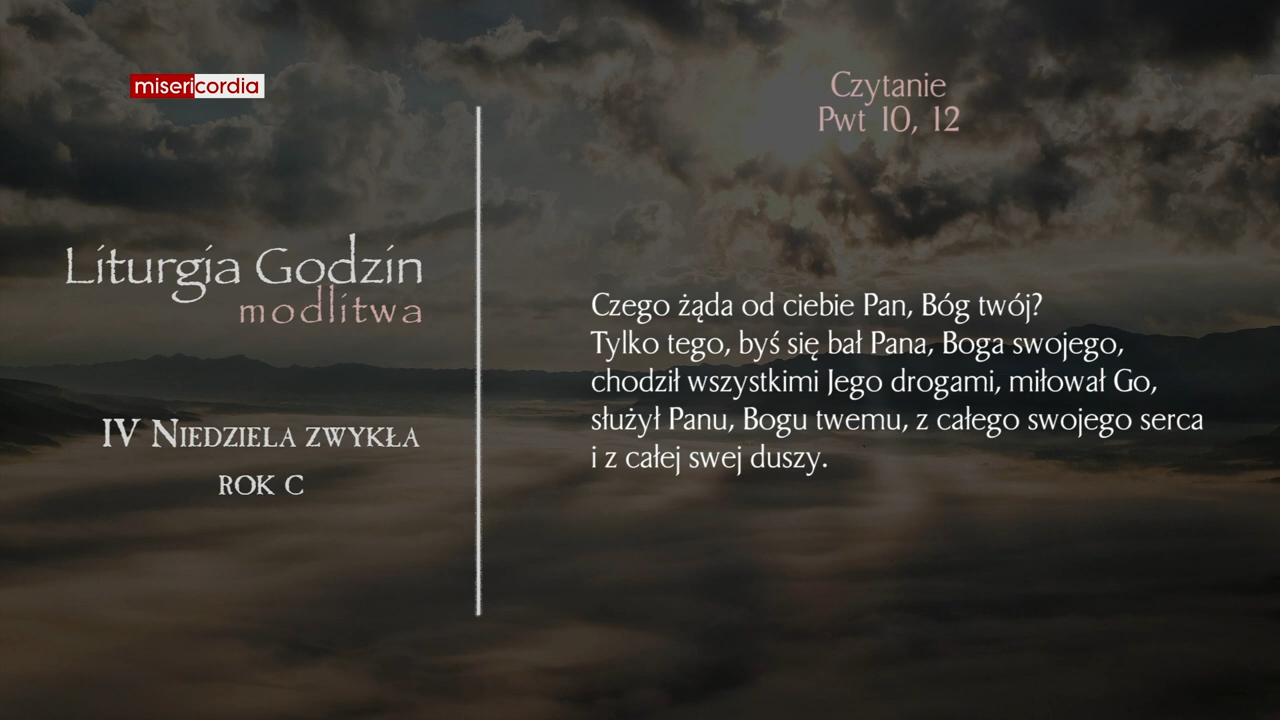 misericordia
Liturgia Godzin
modlitwa
IV Niedziela zwykła
rok C
Czytanie
Pwt 10, 12
Czego żąda od ciebie Pan, Bóg twój?
Tylko tego, byś się bał Pana, Boga swojego,
chodził wszystkimi Jego drogami, miłował Go,
służył Panu, Bogu twemu, z całego swojego serca
i z całej swej duszy.